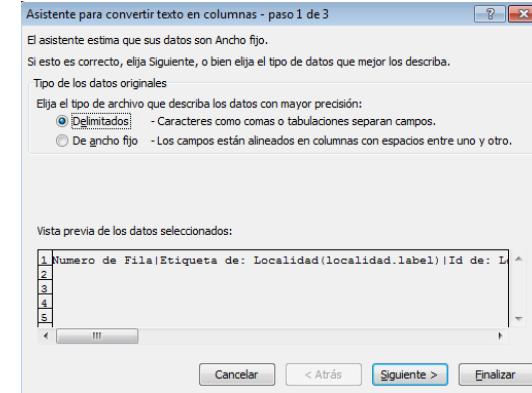 Asistente para convertir texto en columnas - paso 1 de 3
El asistente estima que sus datos son Ancho fijo.
Si esto es correcto, elija Siguiente, o bien elija el tipo de datos que mejor los describa.
Tipo de los datos originales
Elija el tipo de archivo que describa los datos con mayor precisión:
Delimitados - Caracteres como comas o tabulaciones separan campos.
De ancho fijo - Los campos están alineados en columnas con espacios entre uno y otro.
Vista previa de los datos seleccionados:
1 Numero de Fila|Etiqueta de: Localidad(localidad.label)|Id de:
2
3
4
5
Cancelar < Atrás Siguiente > Finalizar